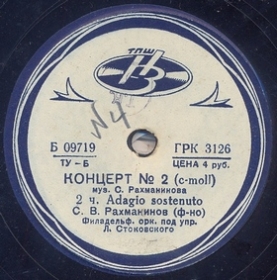 ТПШ
НЗ
№4
Б 09719
ГРК 3126
ТУ-Б
ЦЕНА 4 руб.
КОНЦЕРТ № 2 (c-moll)
муз. С. Рахманинова
2 ч. Adagio sostenuto
С. В. Рахманинов (ф-но)
Филадельф. орк. под упр.
Л. Стоковского